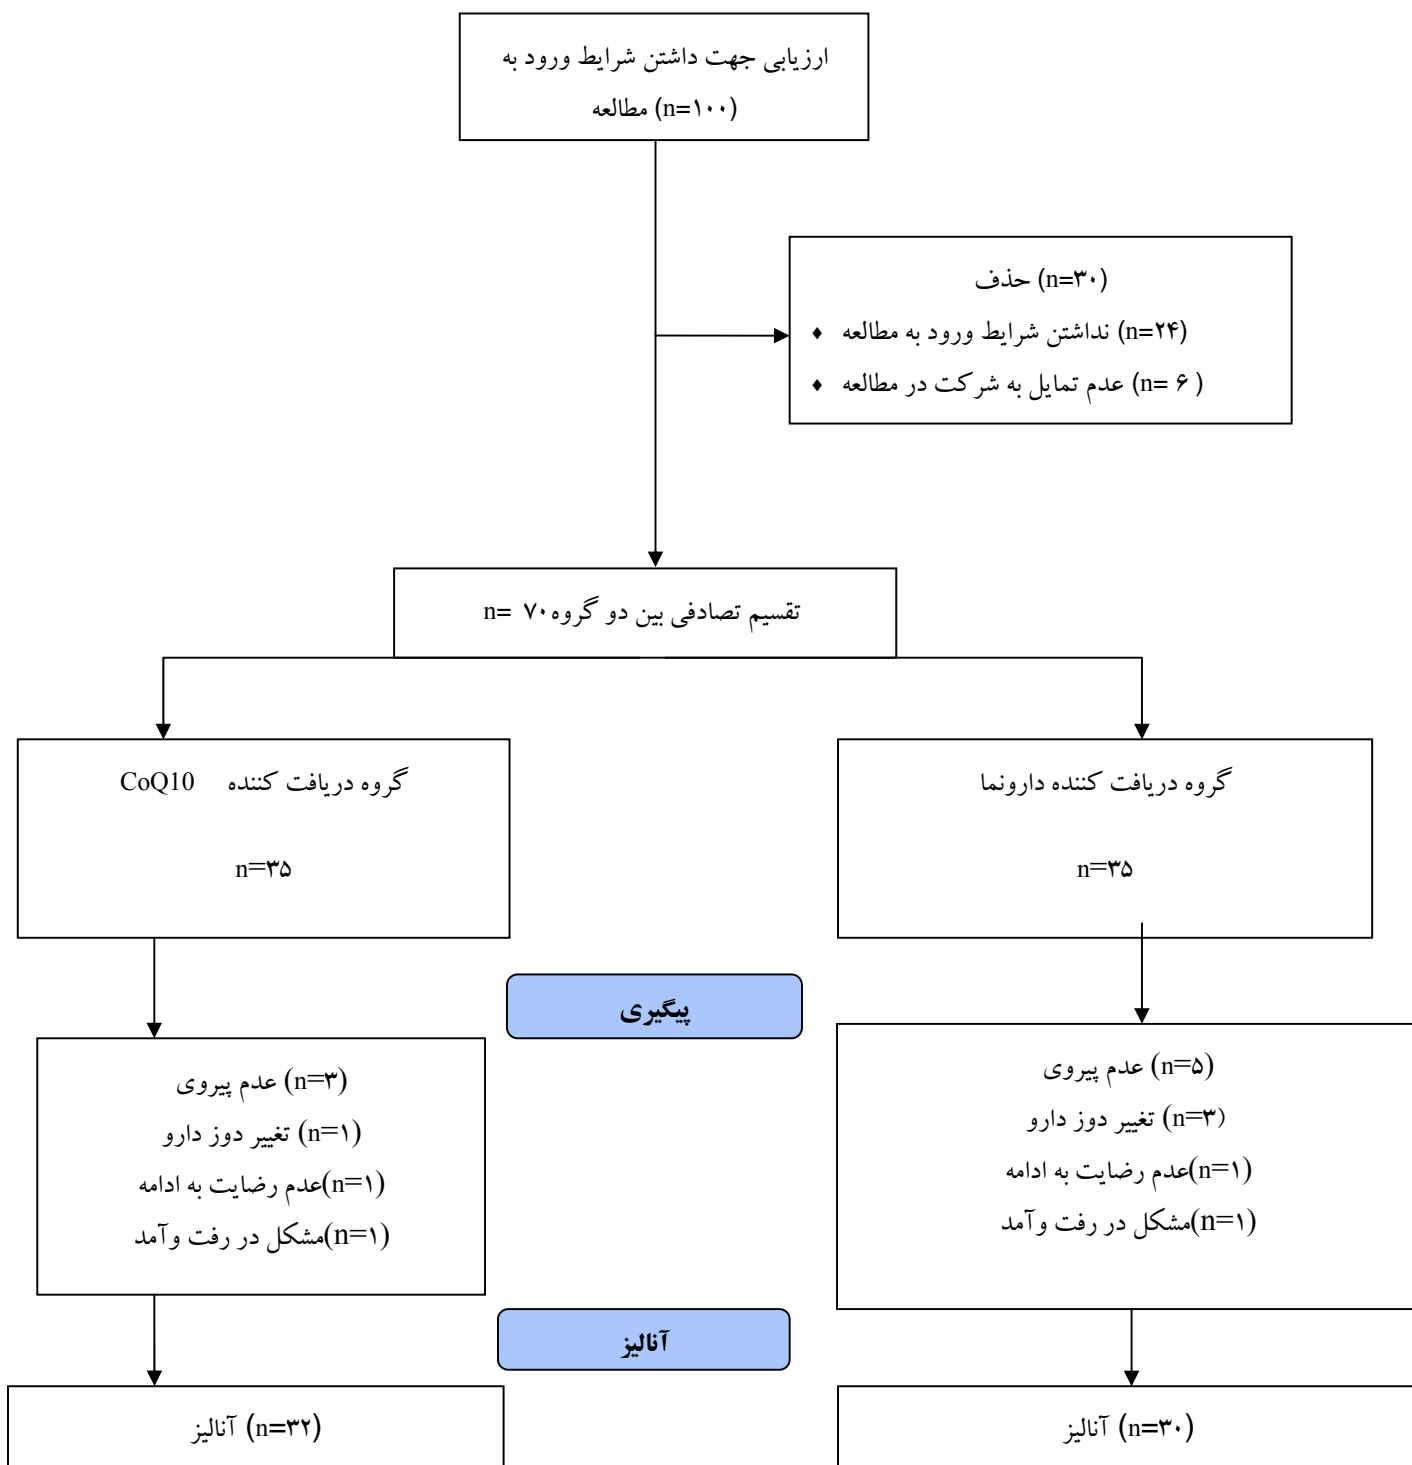 ارزیابی جهت داشتن شرایط ورود به
مطالعه (n=۱۰۰)
حذف (n=۳۰)
♦ نداشتن شرایط ورود به مطالعه (n=۲۴)
♦ عدم تمایل به شرکت در مطالعه (n= ۶ )
تقسیم تصادفی بین دو گروه n= ۷۰
گروه دریافت کننده CoQ10
n=۳۵
گروه دریافت کننده دارونما
n=۳۵
پیگیری
عدم پیروی (n=۳)
تغییر دوز دارو (n=۱)
عدم رضایت به ادامه(n=۱)
مشکل در رفت وآمد(n=۱)
عدم پیروی (n=۵)
تغییر دوز دارو (n=۳)
عدم رضایت به ادامه(n=۱)
مشکل در رفت وآمد(n=۱)
آنالیز
آنالیز (n=۳۲)
آنالیز (n=۳۰)